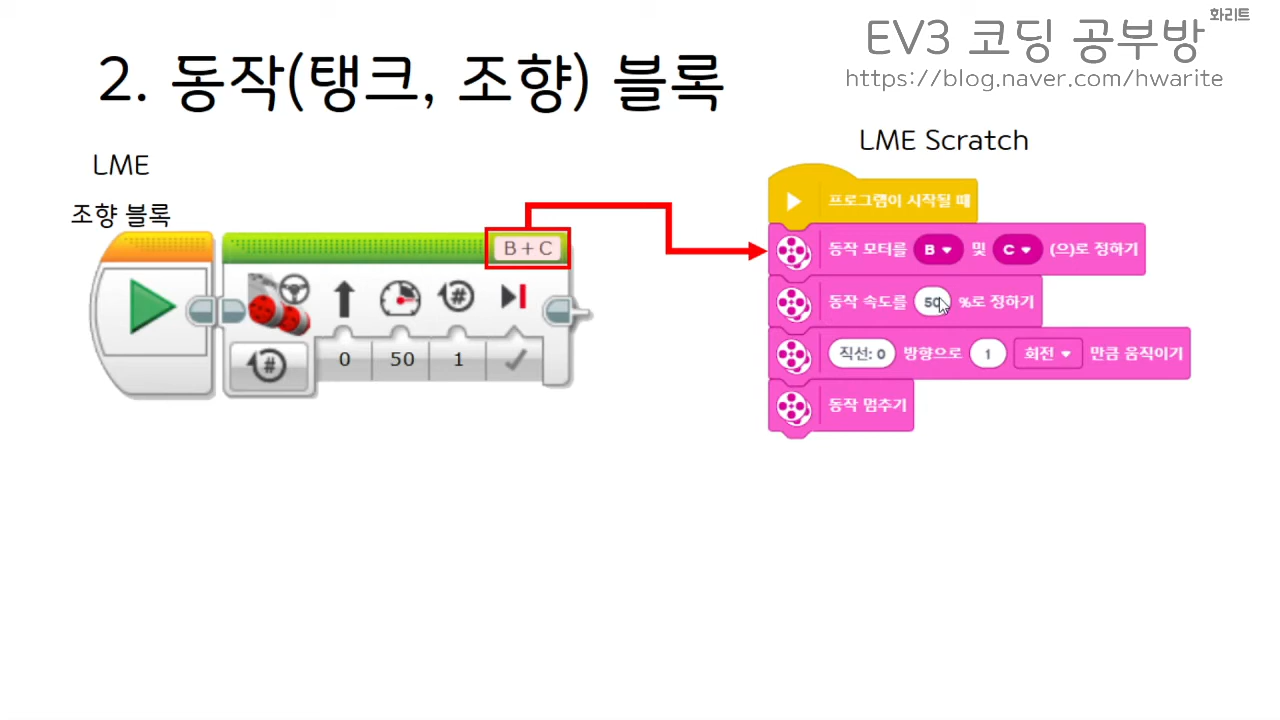 화리트
EV3 코딩 공부방
https://blog.naver.com/hwarite
2. 동작(탱크, 조향) 블록
LME
조향 블록
B + C
#
0 50 1
#
LME Scratch
프로그램이 시작될 때
동작 모터를 B 및 C (으)로 정하기
동작 속도를 50 %로 정하기
직선: 0 방향으로 1 회전 만큼 움직이기
동작 멈추기